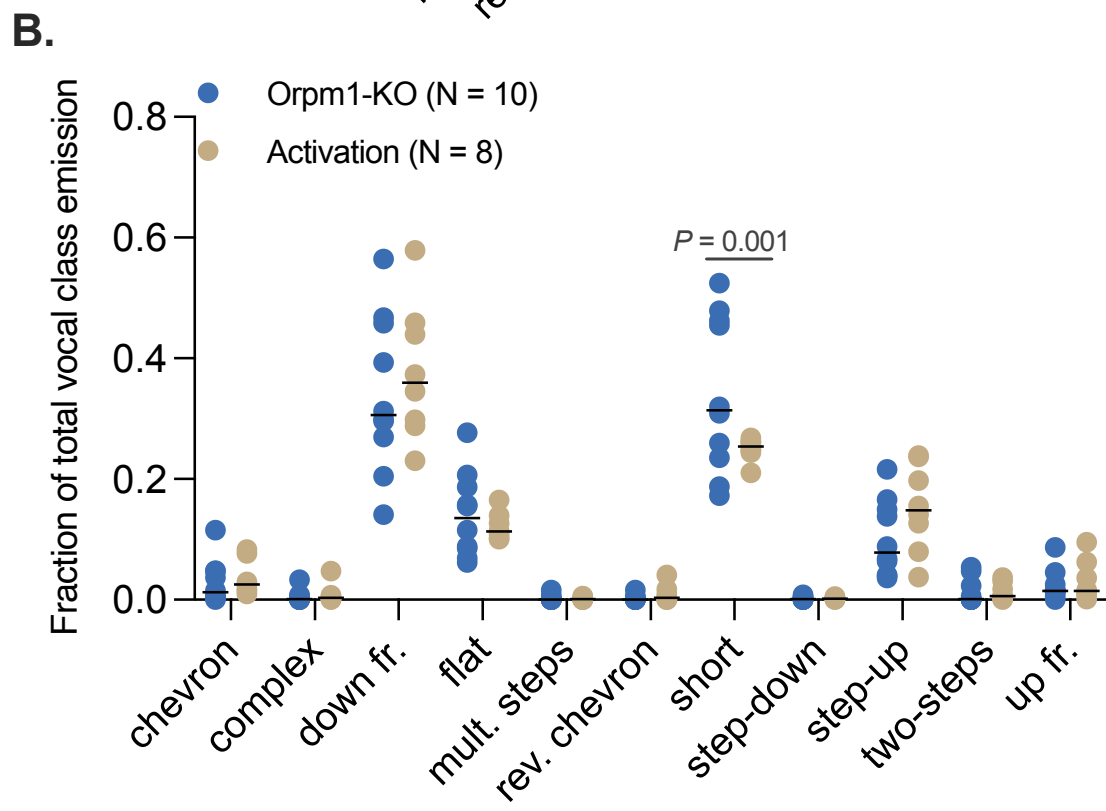 re
B.
Orpm1-KO (N = 10)
Activation (N = 8)
Fraction of total vocal class emission
0.8
0.6
0.4
0.2
0.0
P = 0.001
chevron
complex
down fr.
flat
mult. steps
rev. chevron
short
step-down
step-up
two-steps
up fr.